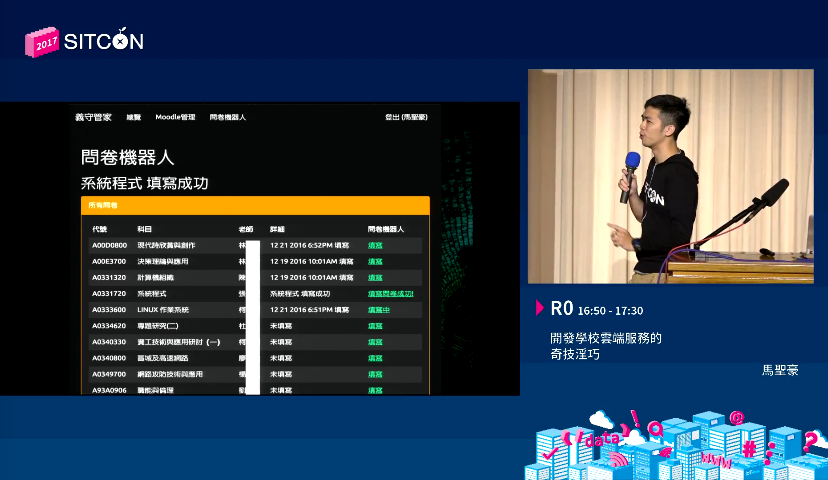 2017 SITCON
義守管家 總覽 Moodle管理 問卷機器人 登出 (馬聖豪)
問卷機器人
系統程式 填寫成功
所有問卷
代號 科目 老師 詳細 問卷機器人
A00D0800 現代詩欣賞與創作 林 12 21 2016 6:52PM 填寫 填寫
A00E3700 決策理論與應用 林 12 19 2016 10:01AM 填寫 填寫
A0331320 計算機組織 陳 12 19 2016 10:01AM 填寫 填寫
A0331720 系統程式 張 系統程式 填寫成功 填寫問卷成功!
A0333600 LINUX 作業系統 柯 12 21 2016 6:51PM 填寫 填寫中
A0334620 專題研究(二) 杜 未填寫 填寫
A0340330 資工技術與應用研討 (一) 柯 未填寫 填寫
A0340800 區域及高速網路 未填寫 填寫
A0349700 網路攻防技術與應用 楊 未填寫 填寫
A93A0906 職能與倫理 未填寫 填寫
R0 16:50 - 17:30
開發學校雲端服務的
奇技淫巧
馬聖豪
data
www